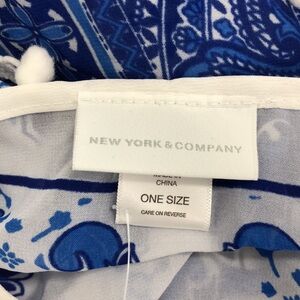 NEW YORK & COMPANY
MADE IN
CHINA
ONE SIZE
CARE ON REVERSE